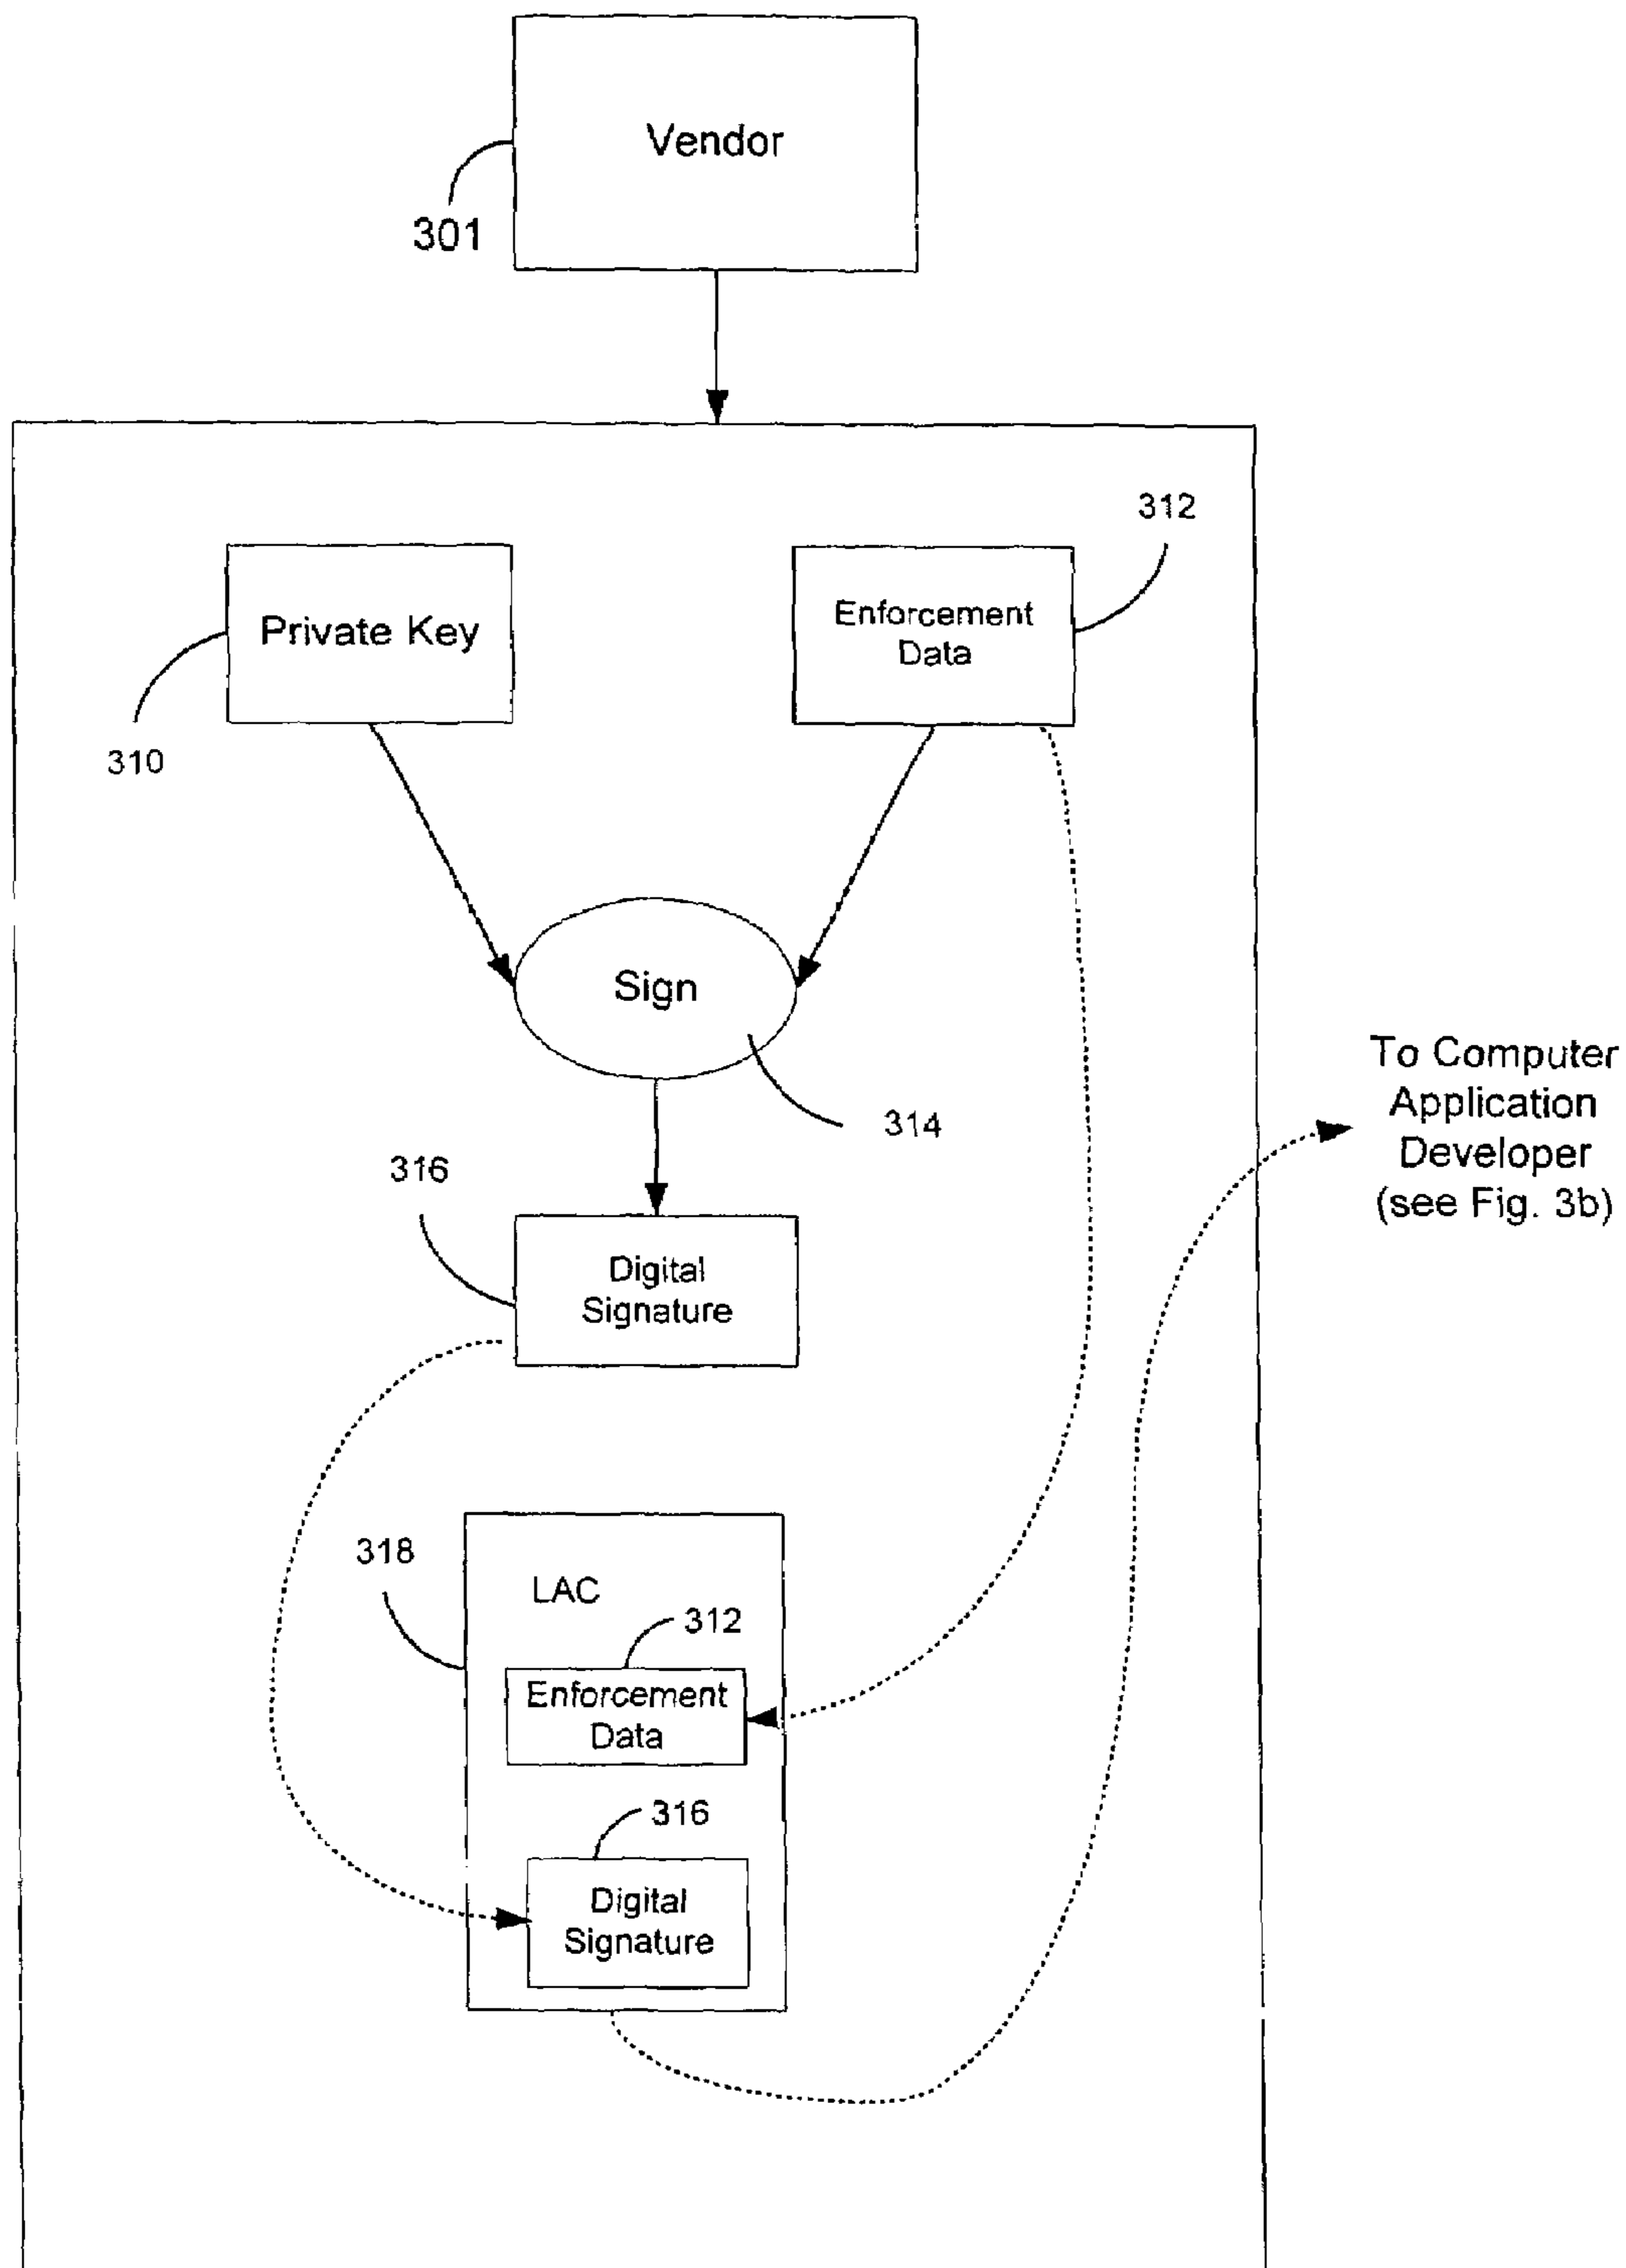 Vendor
301
312
Private Key
Enforcement
Data
310
Sign
To Computer
Application
Developer
(see Fig. 3b)
314
316
Digital
Signature
318
LAC
312
Enforcement
Data
316
Digital
Signature